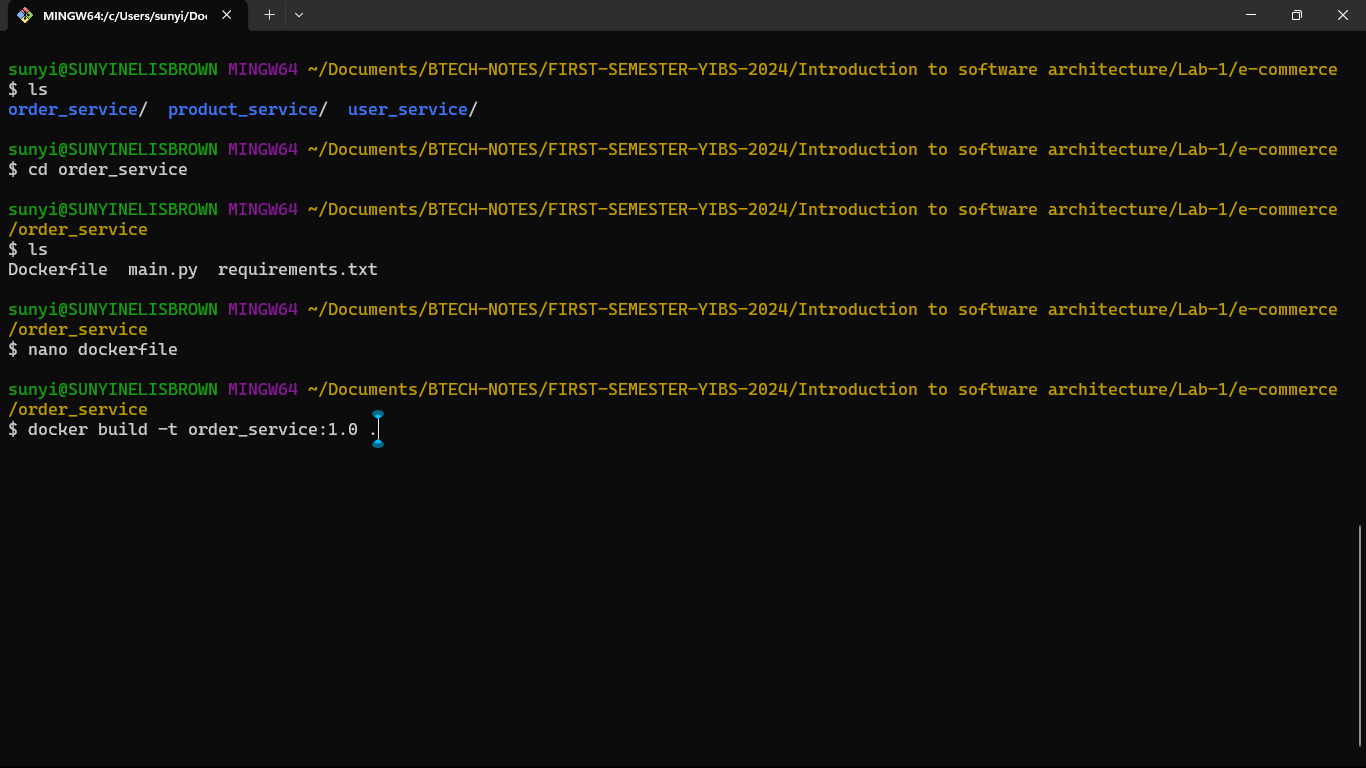 MINGW64:/c/Users/sunyi/Do
sunyi@SUNYINELISBROWN MINGW64 ~/Documents/BTECH-NOTES/FIRST-SEMESTER-YIBS-2024/Introduction to software architecture/Lab-1/e-commerce
$ ls
order_service/  product_service/  user_service/
sunyi@SUNYINELISBROWN MINGW64 ~/Documents/BTECH-NOTES/FIRST-SEMESTER-YIBS-2024/Introduction to software architecture/Lab-1/e-commerce
$ cd order_service
sunyi@SUNYINELISBROWN MINGW64 ~/Documents/BTECH-NOTES/FIRST-SEMESTER-YIBS-2024/Introduction to software architecture/Lab-1/e-commerce
/order_service
$ ls
Dockerfile  main.py  requirements.txt
sunyi@SUNYINELISBROWN MINGW64 ~/Documents/BTECH-NOTES/FIRST-SEMESTER-YIBS-2024/Introduction to software architecture/Lab-1/e-commerce
/order_service
$ nano dockerfile
sunyi@SUNYINELISBROWN MINGW64 ~/Documents/BTECH-NOTES/FIRST-SEMESTER-YIBS-2024/Introduction to software architecture/Lab-1/e-commerce
/order_service
$ docker build -t order_service:1.0 .